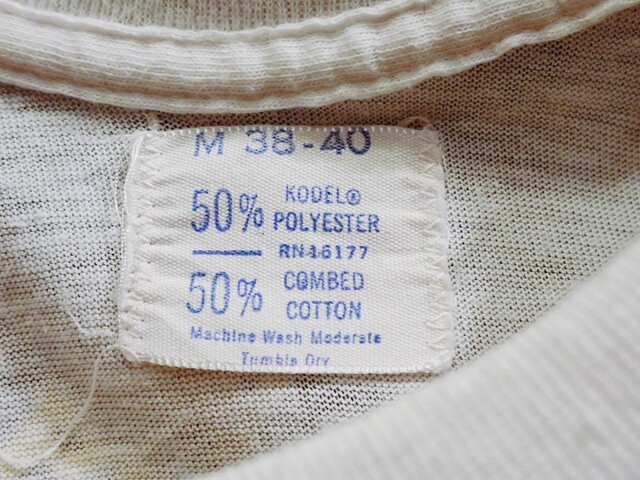 M 38-40
50% KODEL® POLYESTER
RN16177
50% COMBED COTTON
Machine Wash Moderate
Tumble Dry